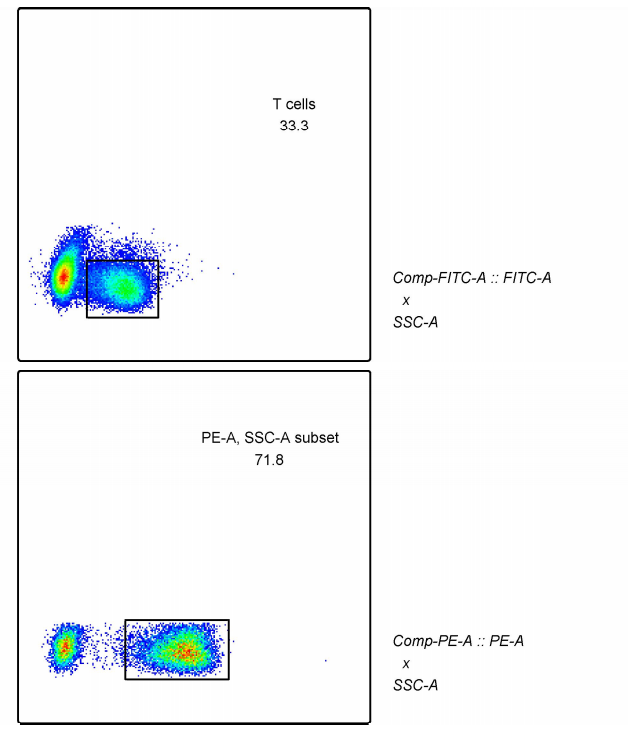 T cells
33.3
Comp-FITC-A :: FITC-A
x
SSC-A
PE-A, SSC-A subset
71.8
Comp-PE-A :: PE-A
x
SSC-A